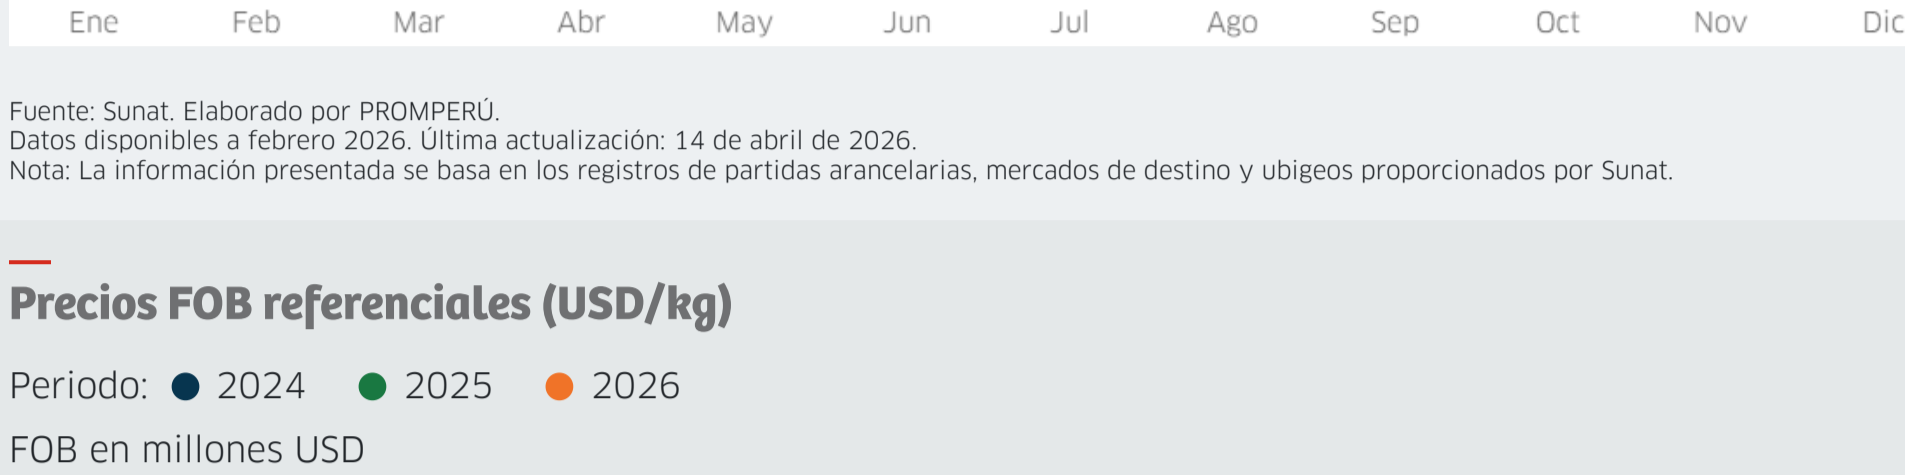 Ene Feb Mar Abr May Jun Jul Ago Sep Oct Nov Dic
Fuente: Sunat. Elaborado por PROMPERÚ.
Datos disponibles a febrero 2026. Última actualización: 14 de abril de 2026.
Nota: La información presentada se basa en los registros de partidas arancelarias, mercados de destino y ubigeos proporcionados por Sunat.
Precios FOB referenciales (USD/kg)
Periodo: 2024 2025 2026
FOB en millones USD